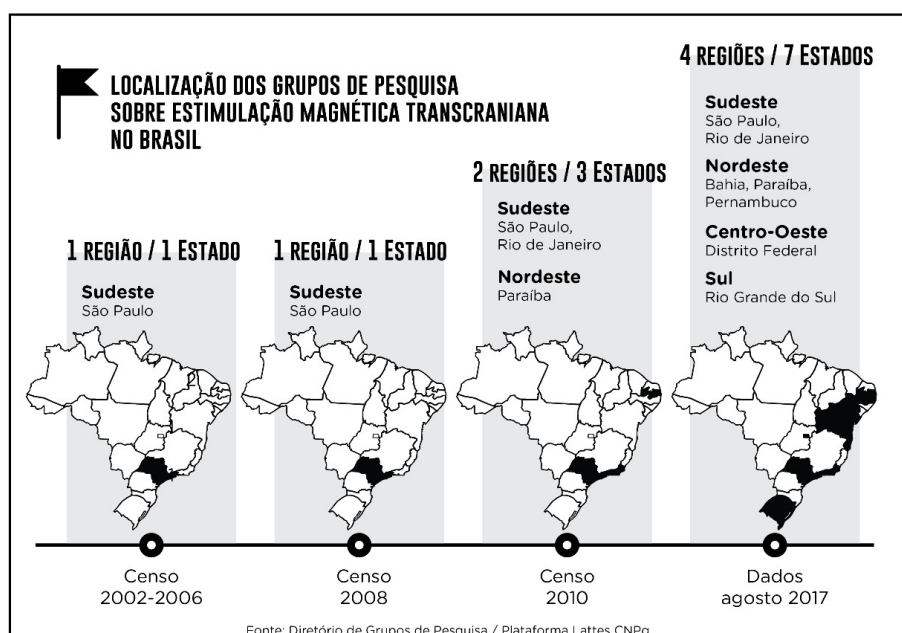 LOCALIZAÇÃO DOS GRUPOS DE PESQUISA
SOBRE ESTIMULAÇÃO MAGNÉTICA TRANSCRANIANA
NO BRASIL
1 REGIÃO / 1 ESTADO
Sudeste
São Paulo
1 REGIÃO / 1 ESTADO
Sudeste
São Paulo
2 REGIÕES / 3 ESTADOS
Sudeste
São Paulo,
Rio de Janeiro
Nordeste
Paraíba
4 REGIÕES / 7 ESTADOS
Sudeste
São Paulo,
Rio de Janeiro
Nordeste
Bahia, Paraíba,
Pernambuco
Centro-Oeste
Distrito Federal
Sul
Rio Grande do Sul
Censo
2002-2006
Censo
2008
Censo
2010
Dados
agosto 2017
Fonte: Diretório de Grupos de Pesquisa / Plataforma Lattes CNPq